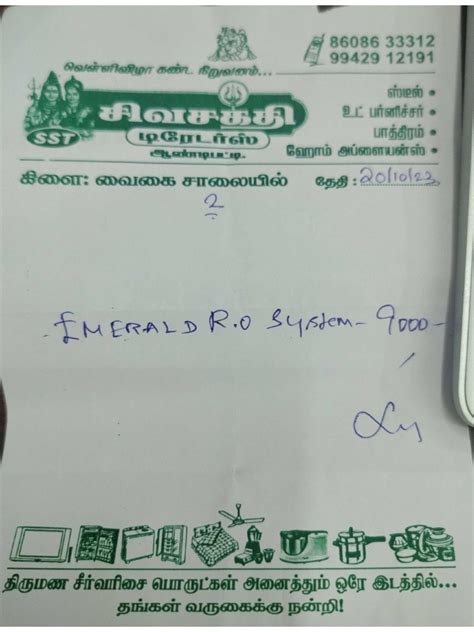 வெள்ளிவிழா கண்ட நிறுவனம்...
86086 33312
99429 12191
SST
சிவசக்தி
டிரேடர்ஸ்
ஆண்டிபட்டி
ஸ்டீல் •
உட் பர்னிச்சர் •
பாத்திரம் •
ஹோம் அப்ளையன்ஸ் •
கிளை: வைகை சாலையில்
தேதி : 20/10/23
2
EMERALD R.O System - 9000 -
திருமண சீர்வரிசை பொருட்கள் அனைத்தும் ஒரே இடத்தில்...
தங்கள் வருகைக்கு நன்றி!